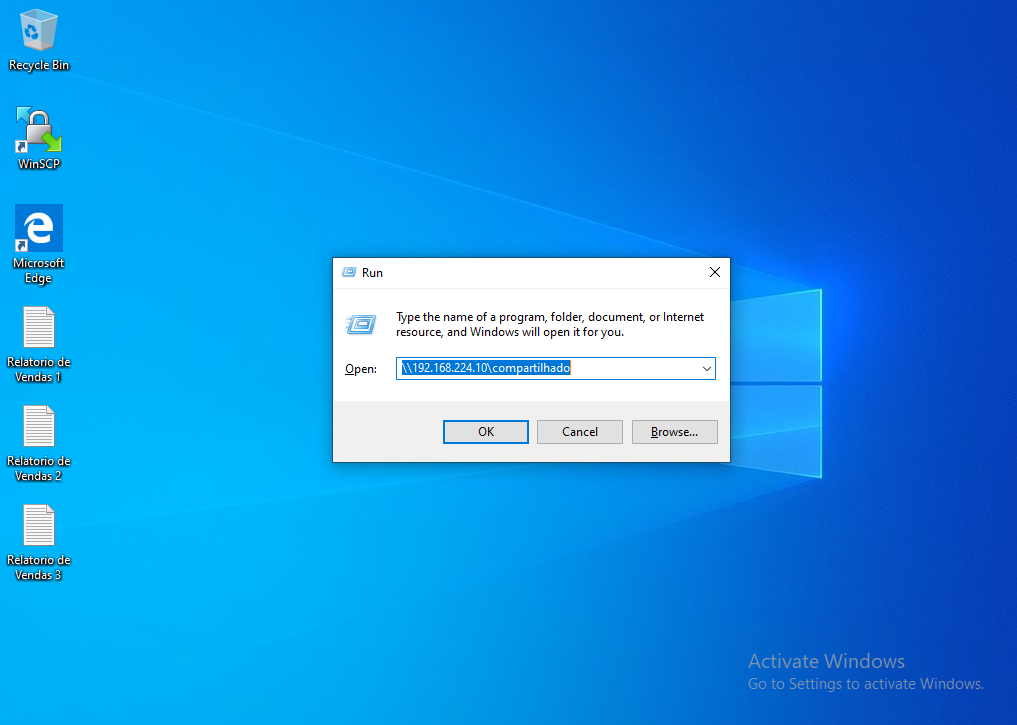 Recycle Bin
WinSCP
Microsoft
Edge
Relatorio de
Vendas 1
Relatorio de
Vendas 2
Relatorio de
Vendas 3
Run
Type the name of a program, folder, document, or Internet
resource, and Windows will open it for you.
Open: \\192.168.224.10\compartilhado
OK Cancel Browse...
Activate Windows
Go to Settings to activate Windows.